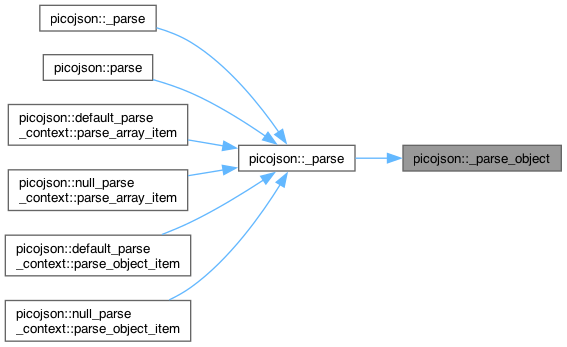 picojson::_parse
picojson::parse
picojson::default_parse
_context::parse_array_item
picojson::null_parse
_context::parse_array_item
picojson::default_parse
_context::parse_object_item
picojson::null_parse
_context::parse_object_item
picojson::_parse
picojson::_parse_object